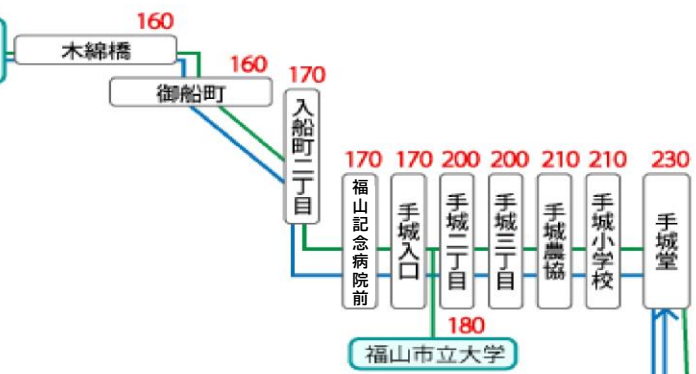 160
木綿橋
160
御船町
170
入船町二丁目
170
福山記念病院前
170
手城入口
200
手城二丁目
200
手城三丁目
210
手城農協
210
手城小学校
230
手城堂
180
福山市立大学